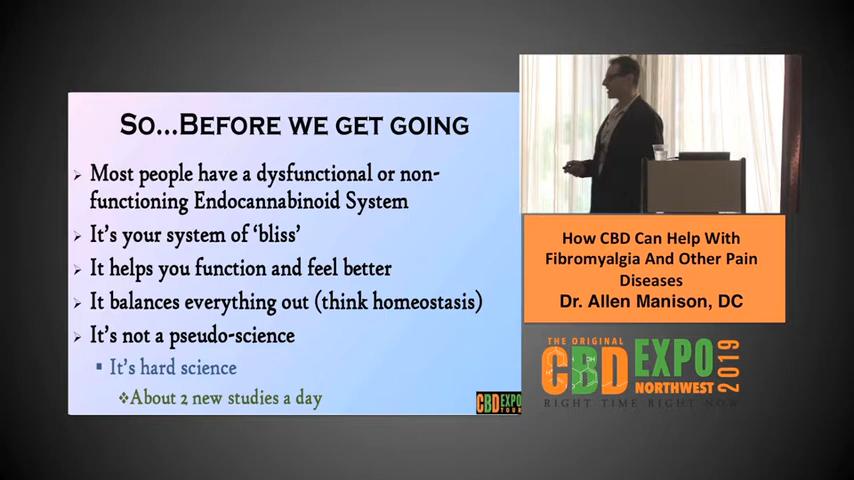 So...Before we get going
Most people have a dysfunctional or non-
functioning Endocannabinoid System
It's your system of 'bliss'
It helps you function and feel better
It balances everything out (think homeostasis)
It's not a pseudo-science
It's hard science
About 2 new studies a day
CBD EXPO
TOUR
How CBD Can Help With
Fibromyalgia And Other Pain
Diseases
Dr. Allen Manison, DC
THE ORIGINAL
CBD EXPO
NORTHWEST
2019
RIGHT TIME RIGHT NOW